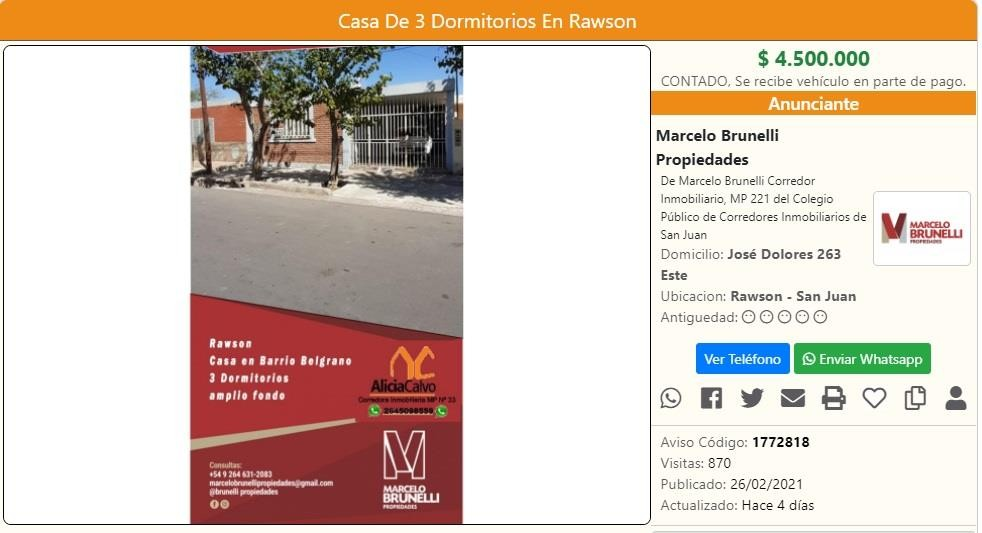 Casa De 3 Dormitorios En Rawson
Rawson
Casa en Barrio Belgrano
3 Dormitorios
amplio fondo
AliciaCalvo
Corredora Inmobiliaria MP Nº 33
2645098559
Consultas:
+54 9 264 631-2083
marcelobrunellipropiedades@gmail.com
@brunelli propiedades
MARCELO
BRUNELLI
PROPIEDADES
$ 4.500.000
CONTADO, Se recibe vehículo en parte de pago.
Anunciante
Marcelo Brunelli
Propiedades
De Marcelo Brunelli Corredor
Inmobiliario, MP 221 del Colegio
Público de Corredores Inmobiliarios de
San Juan
MARCELO
BRUNELLI
PROPIEDADES
Domicilio: José Dolores 263
Este
Ubicacion: Rawson - San Juan
Antiguedad:
Ver Teléfono
Enviar Whatsapp
Aviso Código: 1772818
Visitas: 870
Publicado: 26/02/2021
Actualizado: Hace 4 días